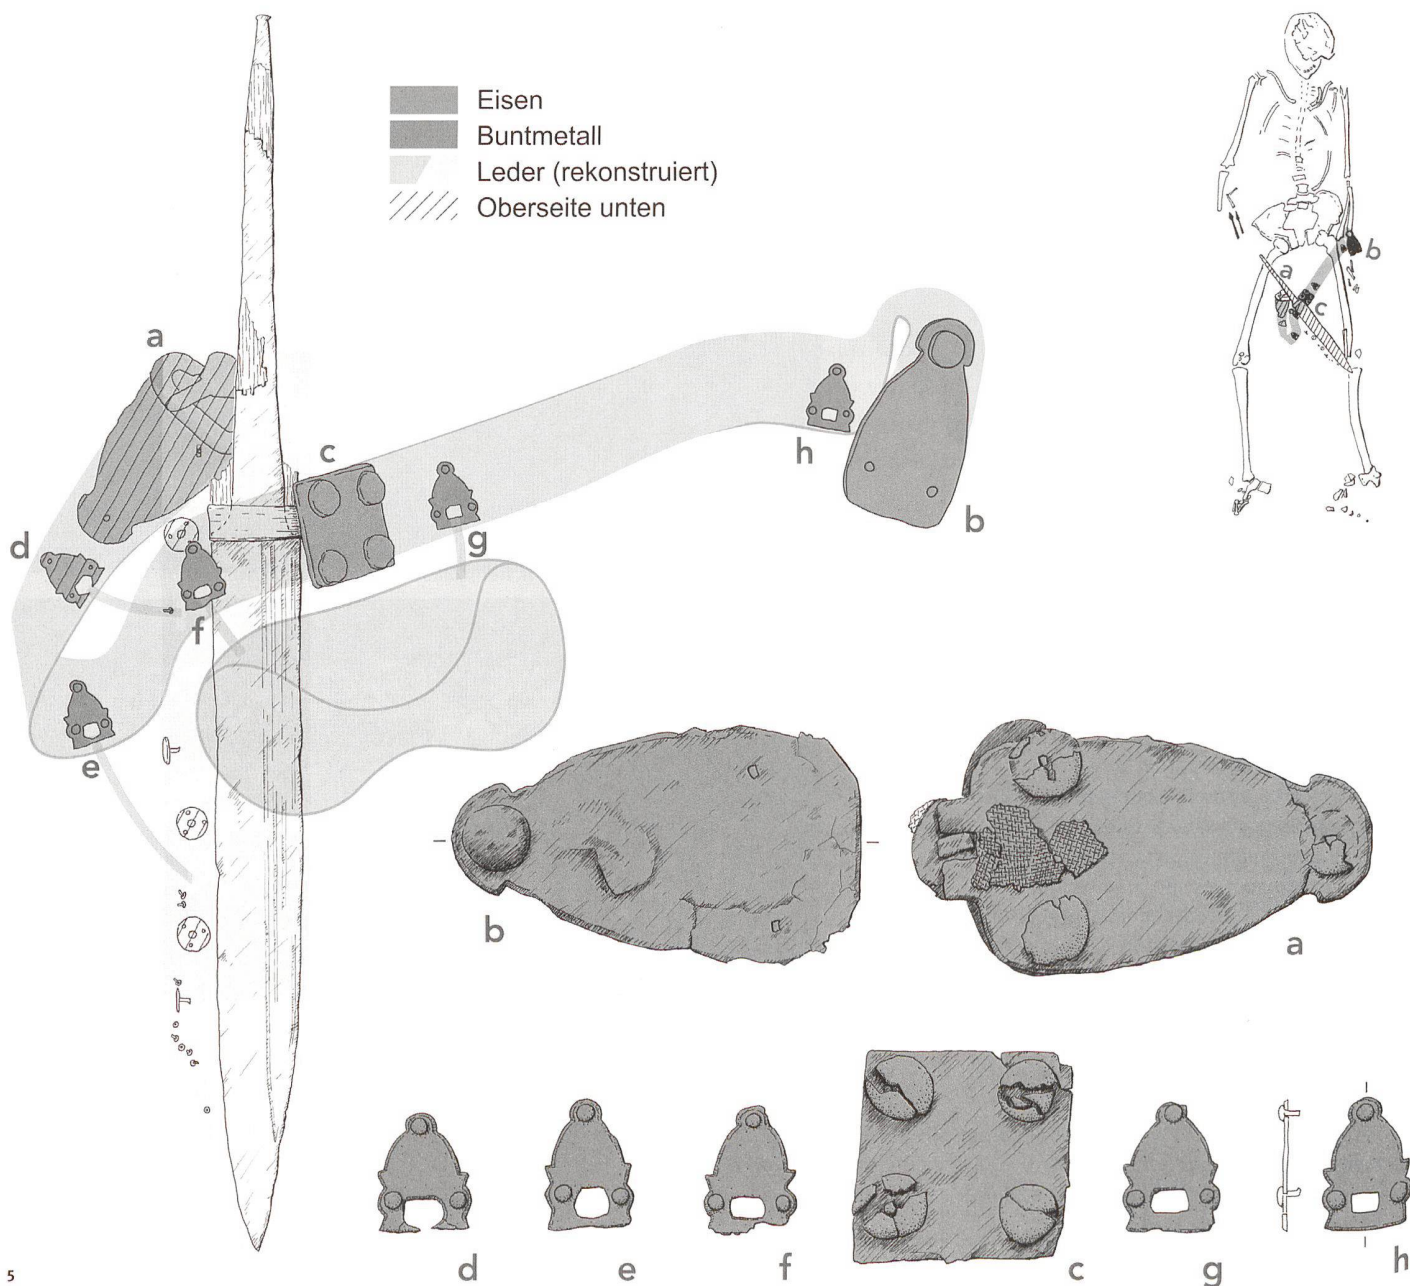 Eisen
Buntmetall
Leder (rekonstruiert)
Oberseite unten
a
b
c
a
c
h
b
d
g
f
e
b
a
d
e
f
c
g
h
5